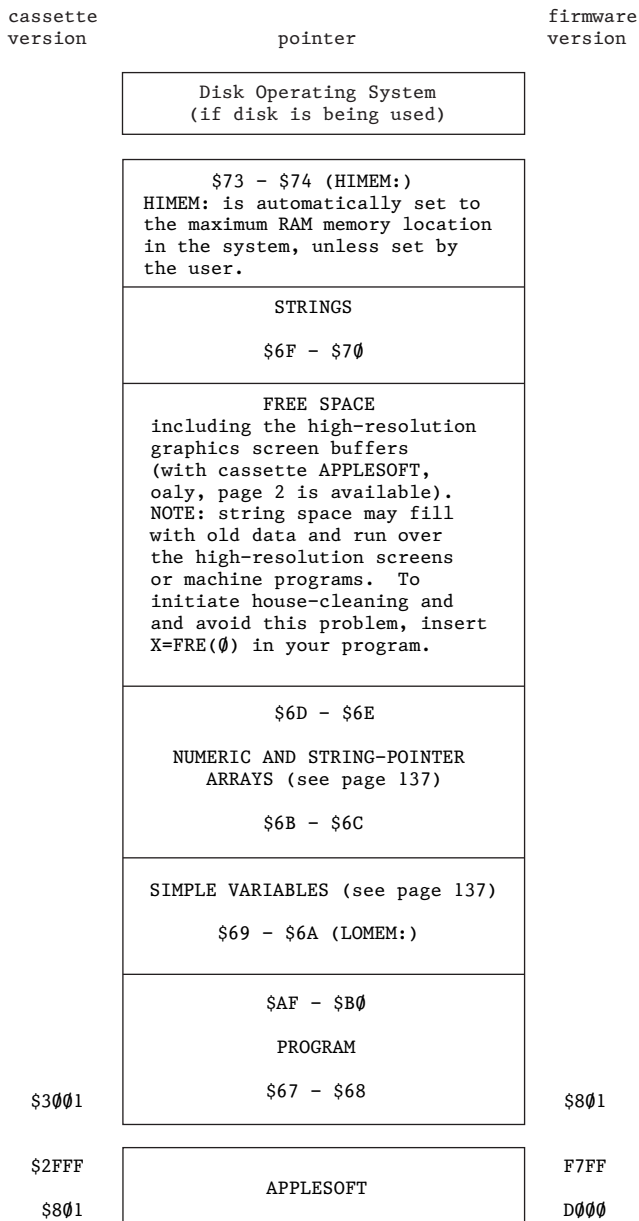 cassette firmware
version pointer version
Disk Operating System
(if disk is being used)
$73 - $74 (HIMEM:)
HIMEM: is automatically set to
the maximum RAM memory location
in the system, unless set by
the user.
STRINGS
$6F - $7Ø
FREE SPACE
including the high-resolution
graphics screen buffers
(with cassette APPLESOFT,
oaly, page 2 is available).
NOTE: string space may fill
with old data and run over
the high-resolution screens
or machine programs. To
initiate house-cleaning and
and avoid this problem, insert
X=FRE(Ø) in your program.
$6D - $6E
NUMERIC AND STRING-POINTER
ARRAYS (see page 137)
$6B - $6C
SIMPLE VARIABLES (see page 137)
$69 - $6A (LOMEM:)
$AF - $BØ
PROGRAM
$67 - $68
$3ØØ1 $8Ø1
$2FFF F7FF
APPLESOFT
$8Ø1 DØØØ